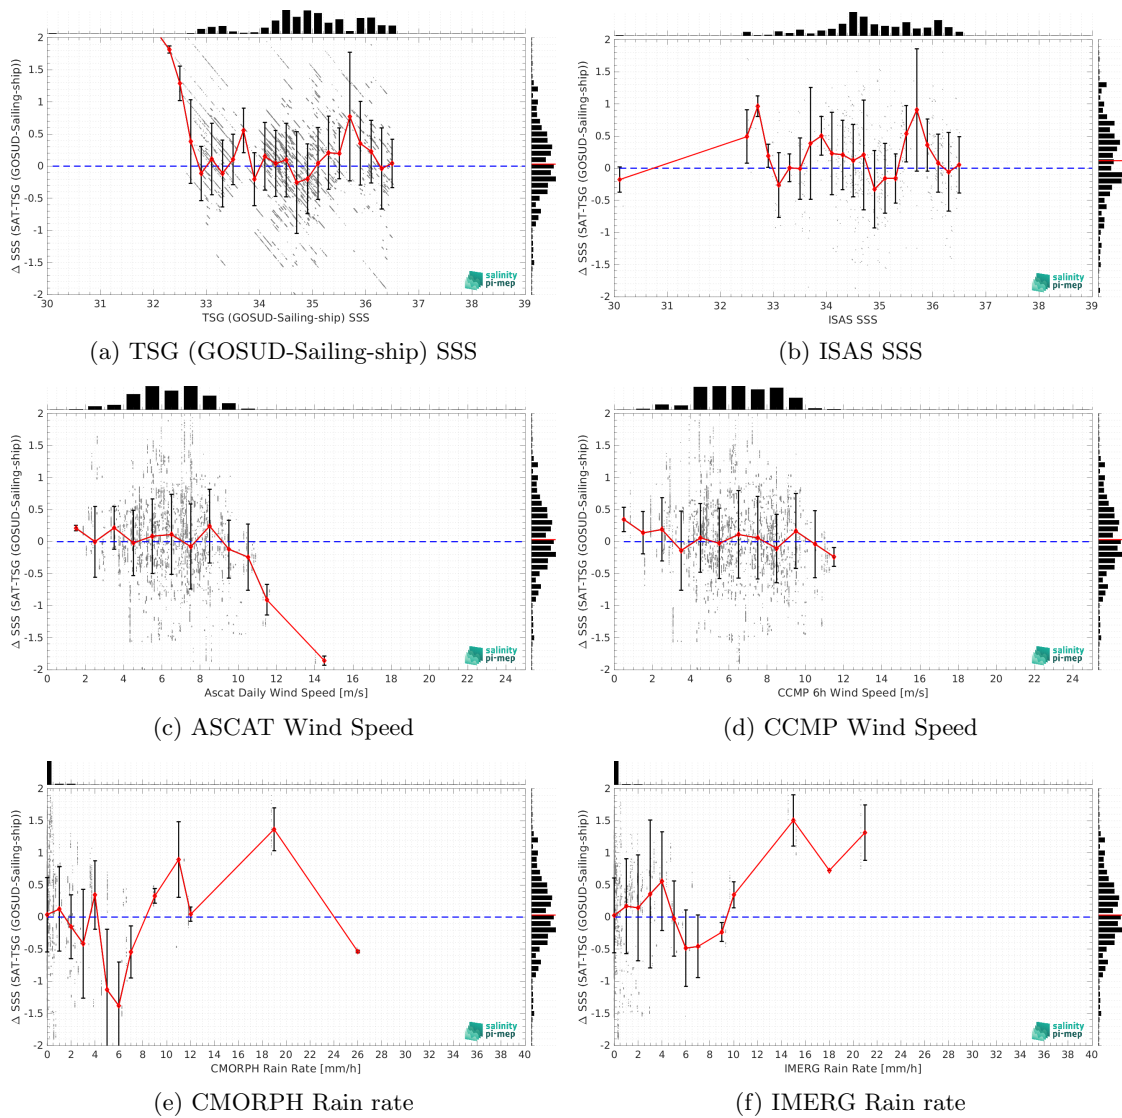 Δ SSS (SAT-TSG (GOSUD-Sailing-ship))
2
1.5
1
0.5
0
-0.5
-1
-1.5
-2
30 31 32 33 34 35 36 37 38 39
TSG (GOSUD-Sailing-ship) SSS
salinity
pi-mep
(a) TSG (GOSUD-Sailing-ship) SSS
Δ SSS (SAT-TSG (GOSUD-Sailing-ship))
2
1.5
1
0.5
0
-0.5
-1
-1.5
-2
30 31 32 33 34 35 36 37 38 39
ISAS SSS
salinity
pi-mep
(b) ISAS SSS
Δ SSS (SAT-TSG (GOSUD-Sailing-ship))
2
1.5
1
0.5
0
0.5
-1
-1.5
-2
0 2 4 6 8 10 12 14 16 18 20 22 24
Ascat Daily Wind Speed [m/s]
salinity
pi-mep
(c) ASCAT Wind Speed
Δ SSS (SAT-TSG (GOSUD-Sailing-ship))
2
1.5
1
0.5
0
0.5
-1
-1.5
-2
0 2 4 6 8 10 12 14 16 18 20 22 24
CCMP 6h Wind Speed [m/s]
salinity
pi-mep
(d) CCMP Wind Speed
Δ SSS (SAT-TSG (GOSUD-Sailing-ship))
2
1.5
1
0.5
0
-0.5
-1
-1.5
-2
0 2 4 6 8 10 12 14 16 18 20 22 24 26 28 30 32 34 36 38 40
CMORPH Rain Rate [mm/h]
salinity
pi-mep
(e) CMORPH Rain rate
Δ SSS (SAT-TSG (GOSUD-Sailing-ship))
2
1.5
1
0.5
0
-0.5
-1
-1.5
-2
0 2 4 6 8 10 12 14 16 18 20 22 24 26 28 30 32 34 36 38 40
IMERG Rain Rate [mm/h]
salinity
pi-mep
(f) IMERG Rain rate